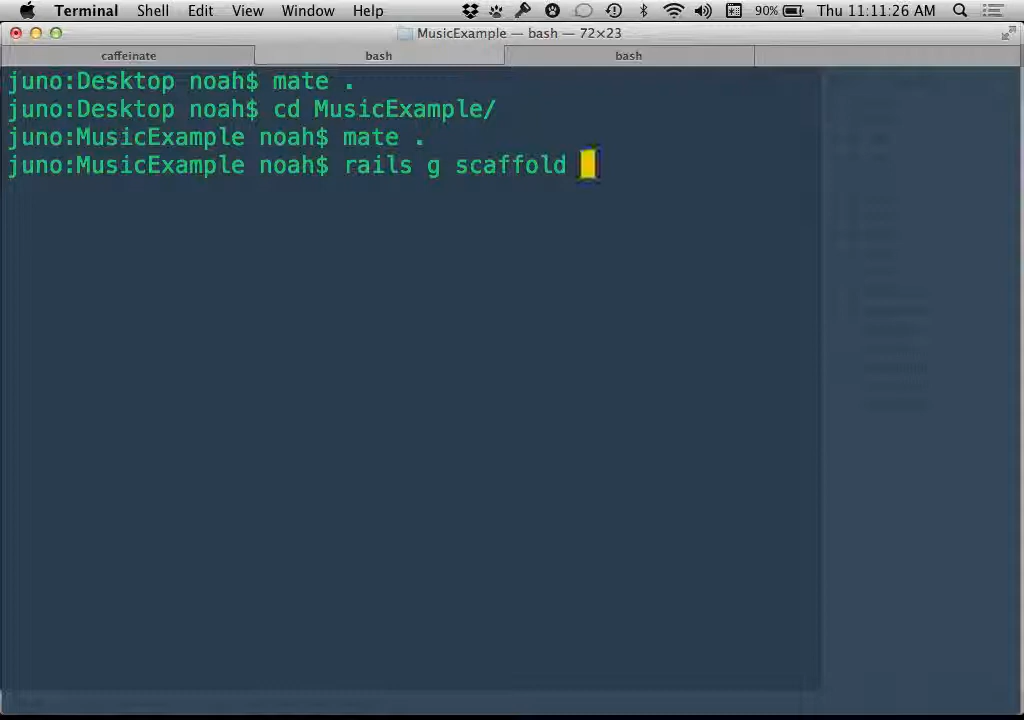 Terminal Shell Edit View Window Help 90% Thu 11:11:26 AM
MusicExample — bash — 72×23
caffeinate bash bash
juno:Desktop noah$ mate .
juno:Desktop noah$ cd MusicExample/
juno:MusicExample noah$ mate .
juno:MusicExample noah$ rails g scaffold